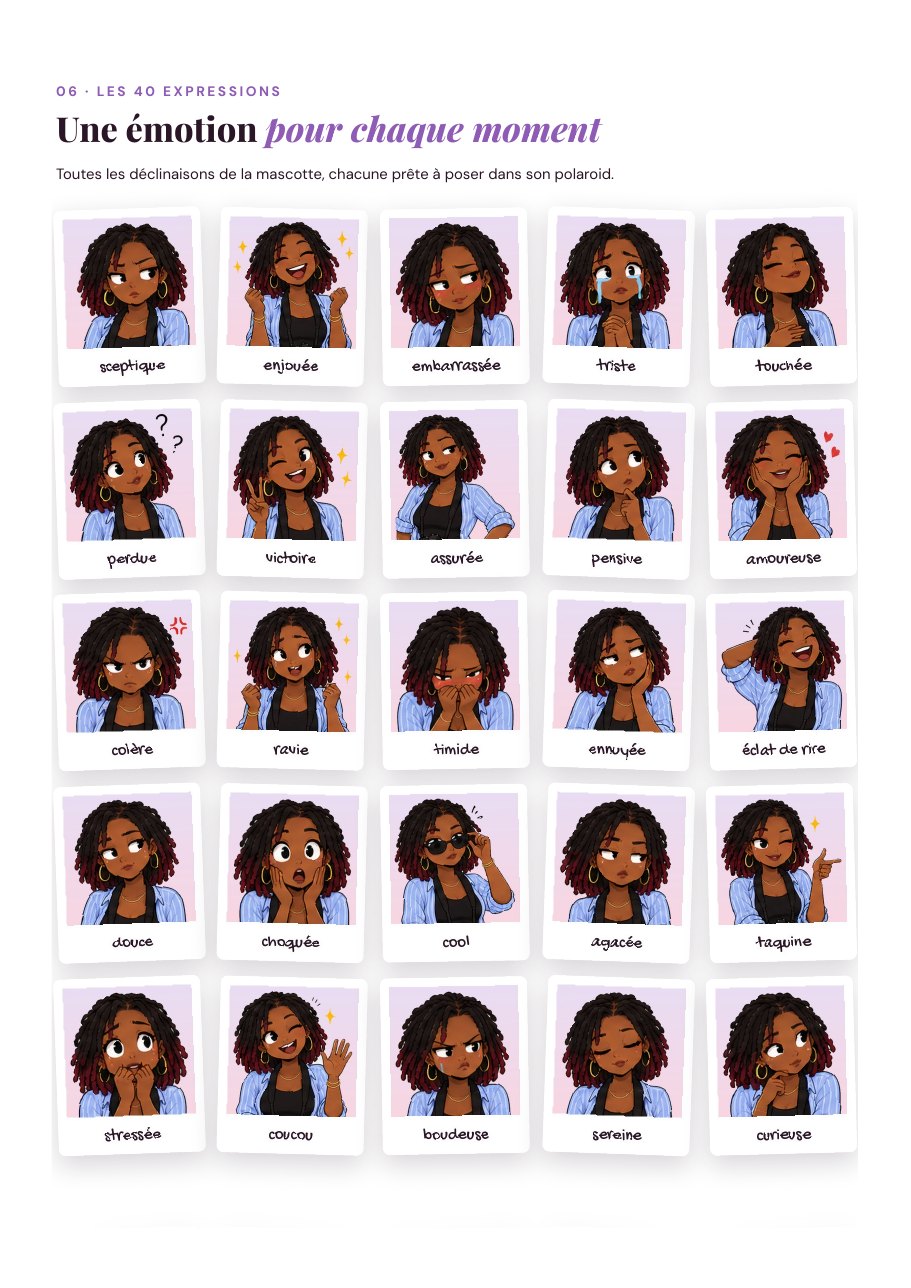 06 · LES 40 EXPRESSIONS
Une émotion pour chaque moment
Toutes les déclinaisons de la mascotte, chacune prête à poser dans son polaroid.
sceptique
enjouée
embarrassée
triste
touchée
? ?
perdue
victoire
assurée
pensive
amoureuse
colère
ravie
timide
ennuyée
éclat de rire
douce
choquée
cool
agacée
taquine
stressée
coucou
boudeuse
sereine
curieuse